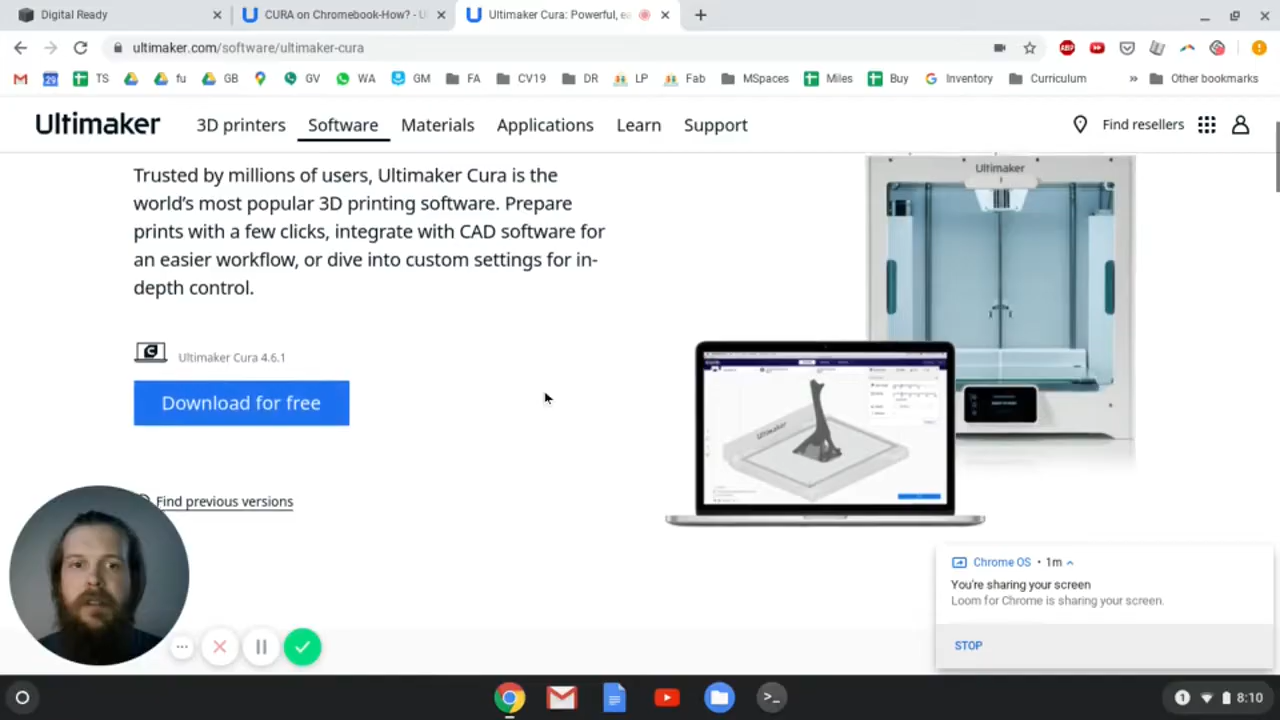 Digital Ready
CURA on Chromebook-How? - U
Ultimaker Cura: Powerful, ea
ultimaker.com/software/ultimaker-cura
ABP
29 TS fu GB GV WA GM FA CV19 DR LP Fab MSpaces Miles Buy Inventory Curriculum » Other bookmarks
Ultimaker 3D printers Software Materials Applications Learn Support Find resellers
Trusted by millions of users, Ultimaker Cura is the
world's most popular 3D printing software. Prepare
prints with a few clicks, integrate with CAD software for
an easier workflow, or dive into custom settings for in-
depth control.
Ultimaker Cura 4.6.1
Download for free
Find previous versions
Ultimaker
Ultimaker
Chrome OS • 1m
You're sharing your screen
Loom for Chrome is sharing your screen.
STOP
1 8:10